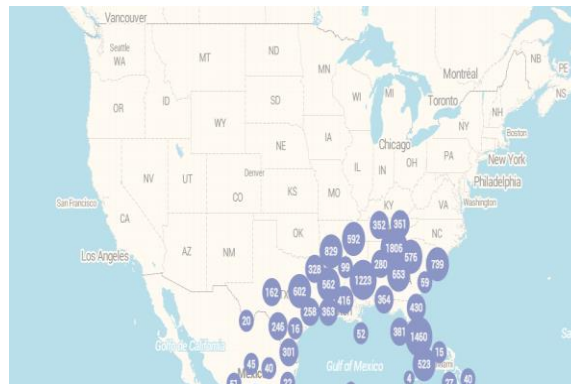 Vancouver
Seattle
WA
MT
ND
MN
NB
PE
Montréal
NS
OR
ID
SD
WI
MI
Toronto
NH
WY
NY
Boston
IA
Chicago
NE
PA
New York
NV
UT
Denver
IL
IN
OH
Philadelphia
CO
KS
MO
VA
Washington
San Francisco
KY
CA
OK
352
351
NC
AZ
NM
592
1806
Los Angeles
829
576
739
328
99
280
553
162
602
562
1223
59
258
363
416
364
430
20
246
16
52
381
1460
301
15
45
40
Gulf of Mexico
523
4
40